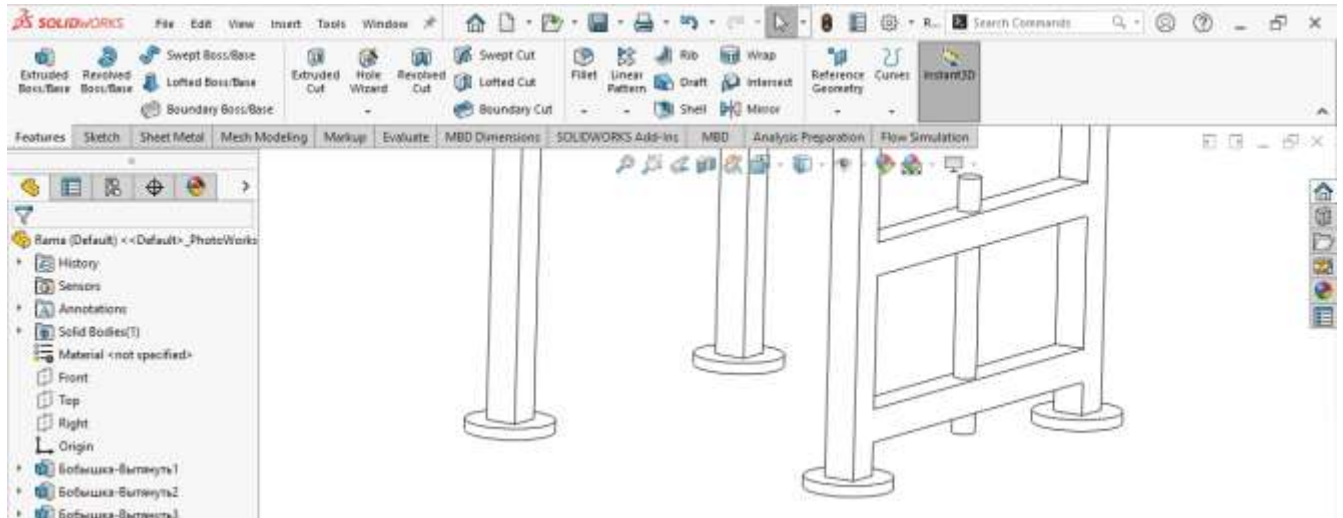 SOLIDWORKS File Edit View Insert Tools Window R... Search Commands
Extruded Boss/Base Revolved Boss/Base Swept Boss/Base Lofted Boss/Base Boundary Boss/Base
Extruded Cut Hole Wizard Revolved Cut Swept Cut Lofted Cut Boundary Cut
Fillet Linear Pattern Rib Draft Shell Wrap Intersect Mirror
Reference Geometry Curves Instant3D
Features Sketch Sheet Metal Mesh Modeling Markup Evaluate MBD Dimensions SOLIDWORKS Add-Ins MBD Analysis Preparation Flow Simulation
Rama (Default) <<Default>_PhotoWorks
History
Sensors
Annotations
Solid Bodies(1)
Material <not specified>
Front
Top
Right
Origin
Бобышка-Вытянуть1
Бобышка-Вытянуть2
Бобышка-Вытянуть3